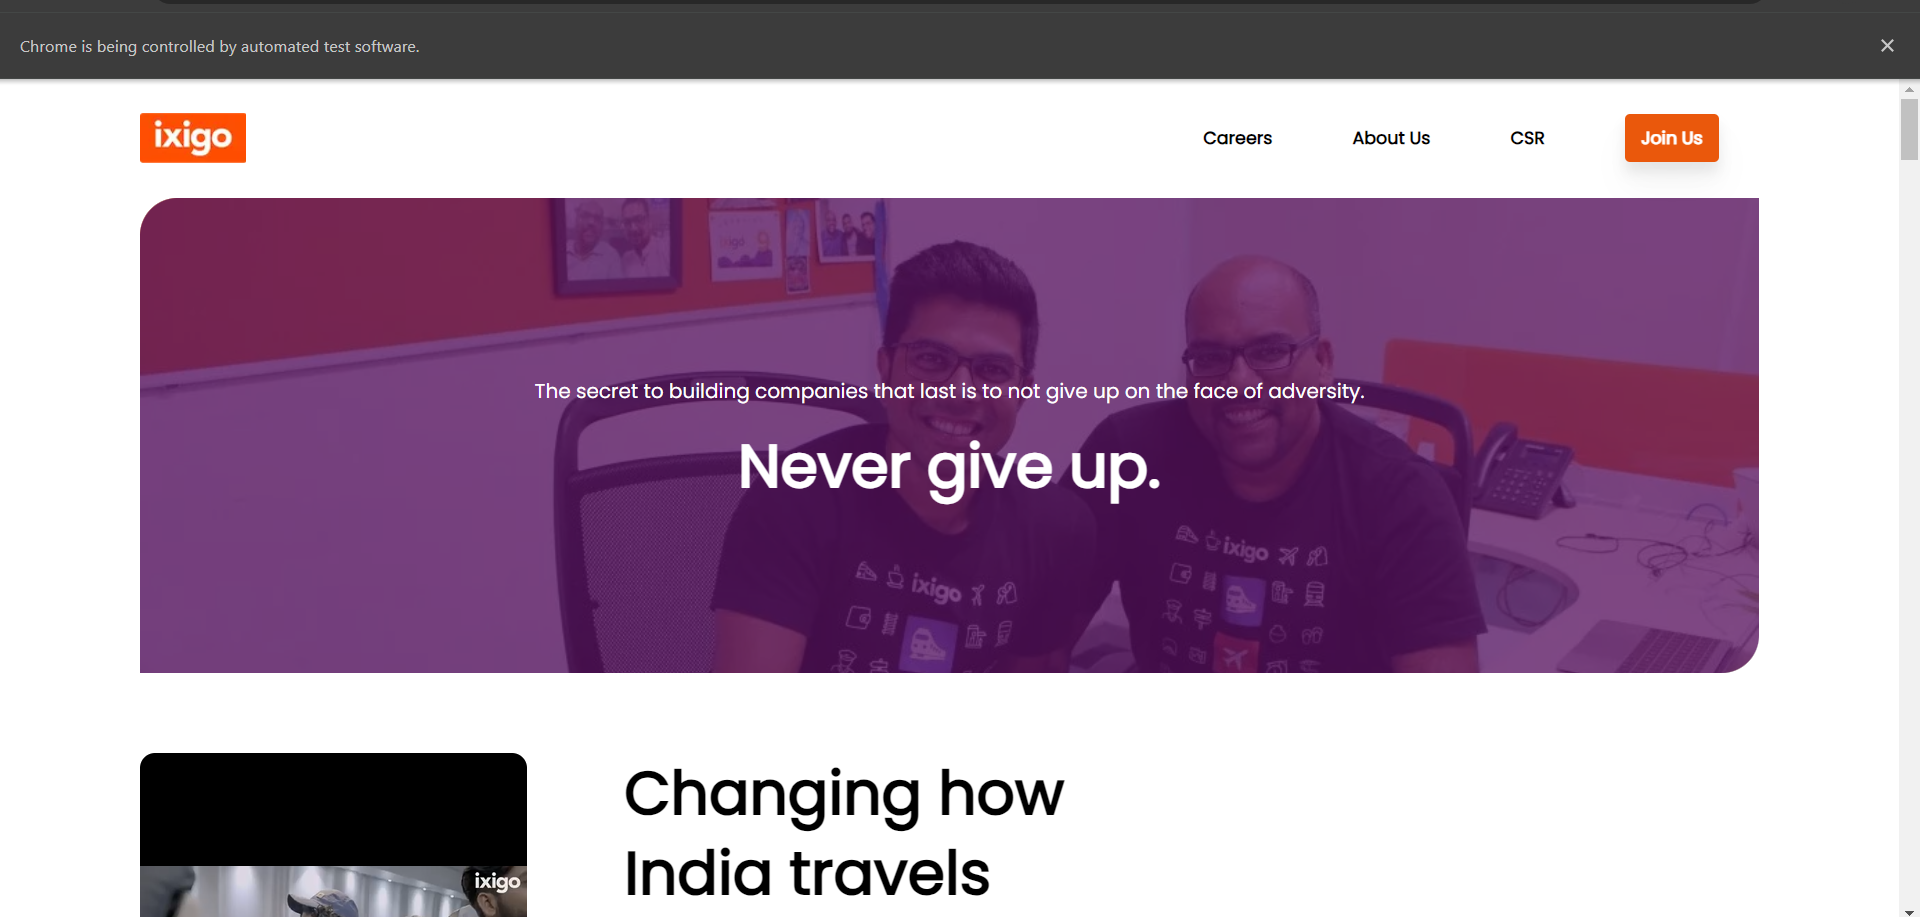 Chrome is being controlled by automated test software.
ixigo
Careers
About Us
CSR
Join Us
The secret to building companies that last is to not give up on the face of adversity.
Never give up.
ixigo
ixigo
Changing how
India travels
ixigo